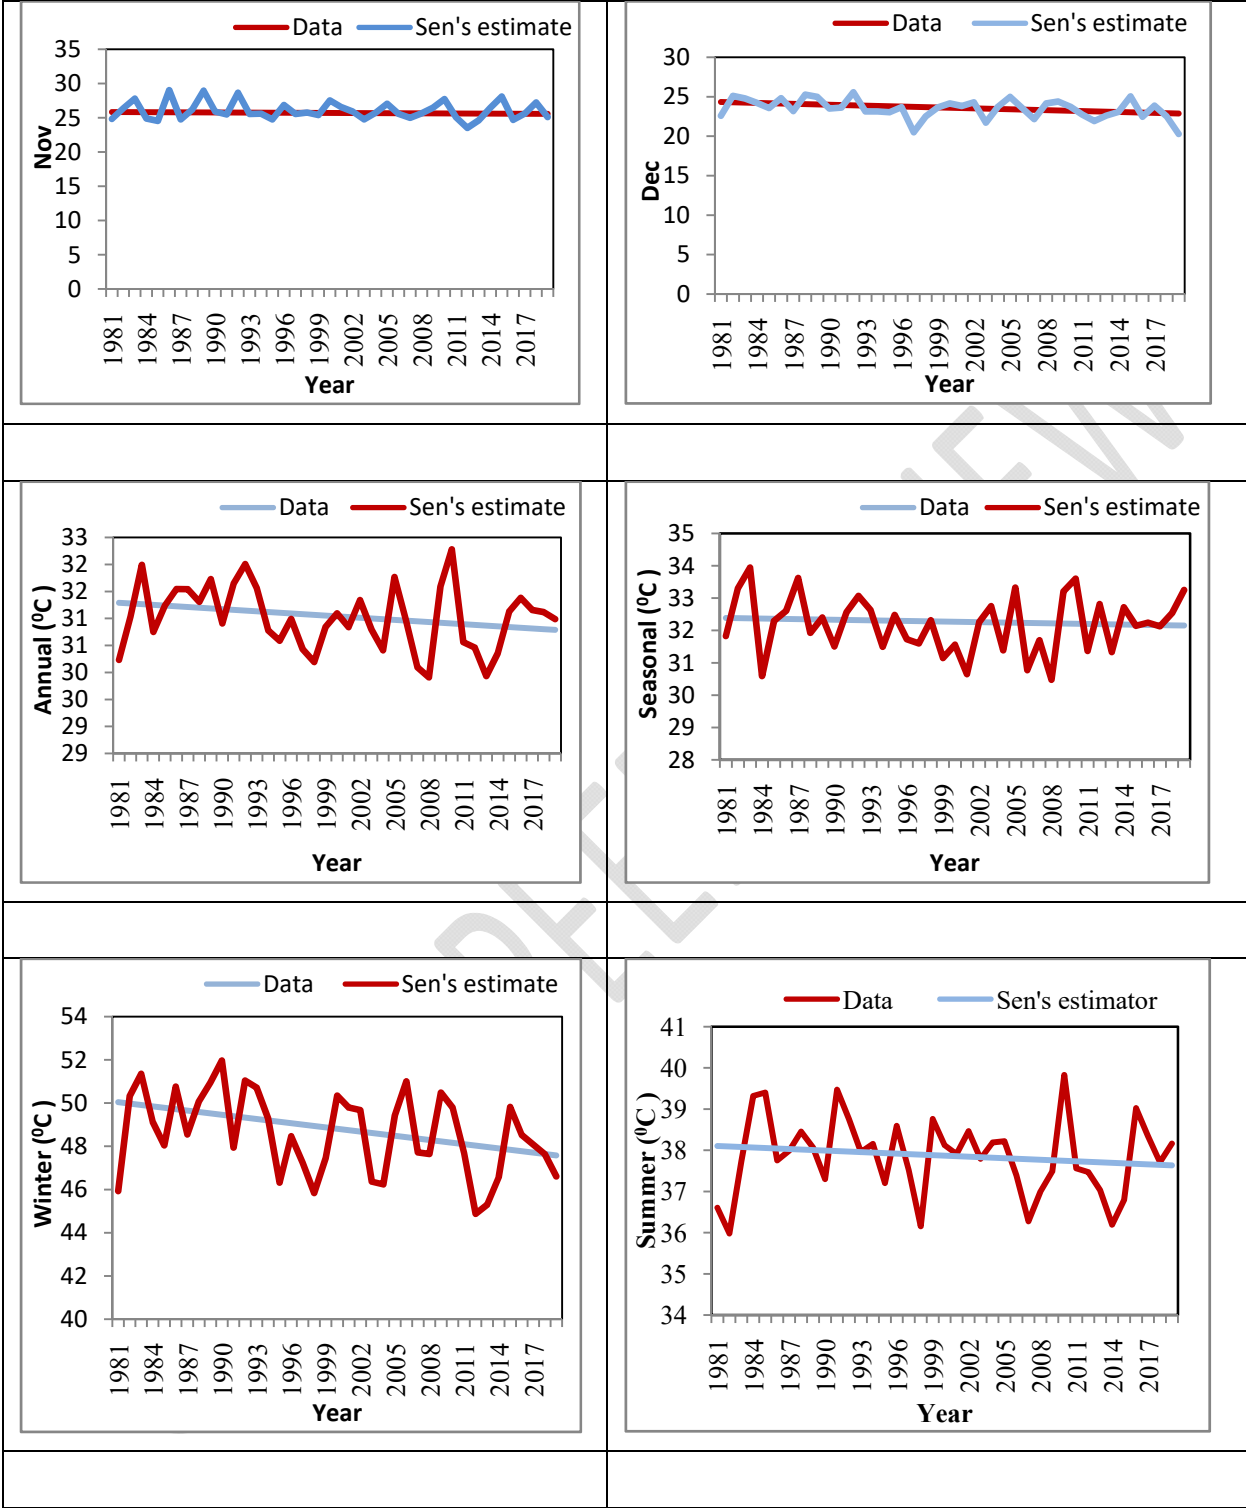 Data Sen's estimate
35
30
25
20
15
10
5
0
Nov
1981 1984 1987 1990 1993 1996 1999 2002 2005 2008 2011 2014 2017
Year
Data Sen's estimate
30
25
20
15
10
5
0
Dec
1981 1984 1987 1990 1993 1996 1999 2002 2005 2008 2011 2014 2017
Year
Data Sen's estimate
33
32
32
31
31
30
30
29
29
Annual (⁰C )
1981 1984 1987 1990 1993 1996 1999 2002 2005 2008 2011 2014 2017
Year
Data Sen's estimate
35
34
33
32
31
30
29
28
Seasonal (⁰C )
1981 1984 1987 1990 1993 1996 1999 2002 2005 2008 2011 2014 2017
Year
Data Sen's estimate
54
52
50
48
46
44
42
40
Winter (⁰C )
1981 1984 1987 1990 1993 1996 1999 2002 2005 2008 2011 2014 2017
Year
Data Sen's estimator
41
40
39
38
37
36
35
34
Summer (⁰C )
1981 1984 1987 1990 1993 1996 1999 2002 2005 2008 2011 2014 2017
Year